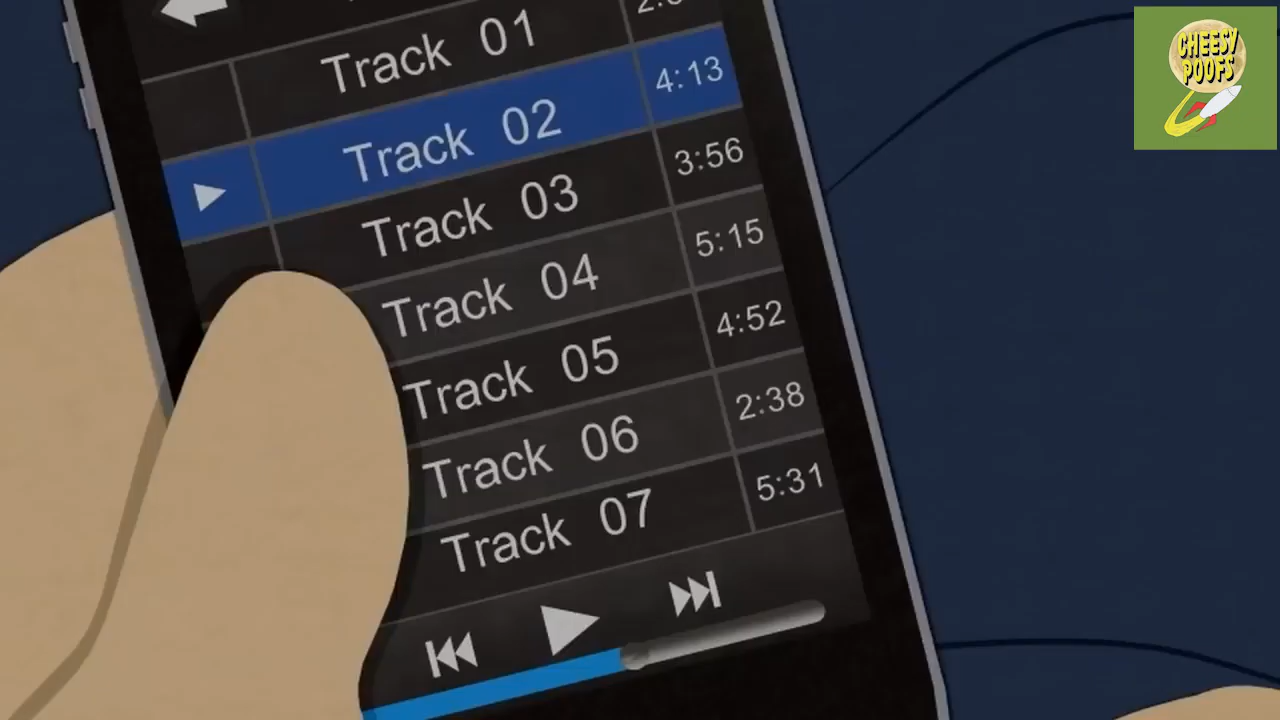 Track 01
Track 02 4:13
Track 03 3:56
Track 04 5:15
Track 05 4:52
Track 06 2:38
Track 07 5:31
CHEESY
POOFS